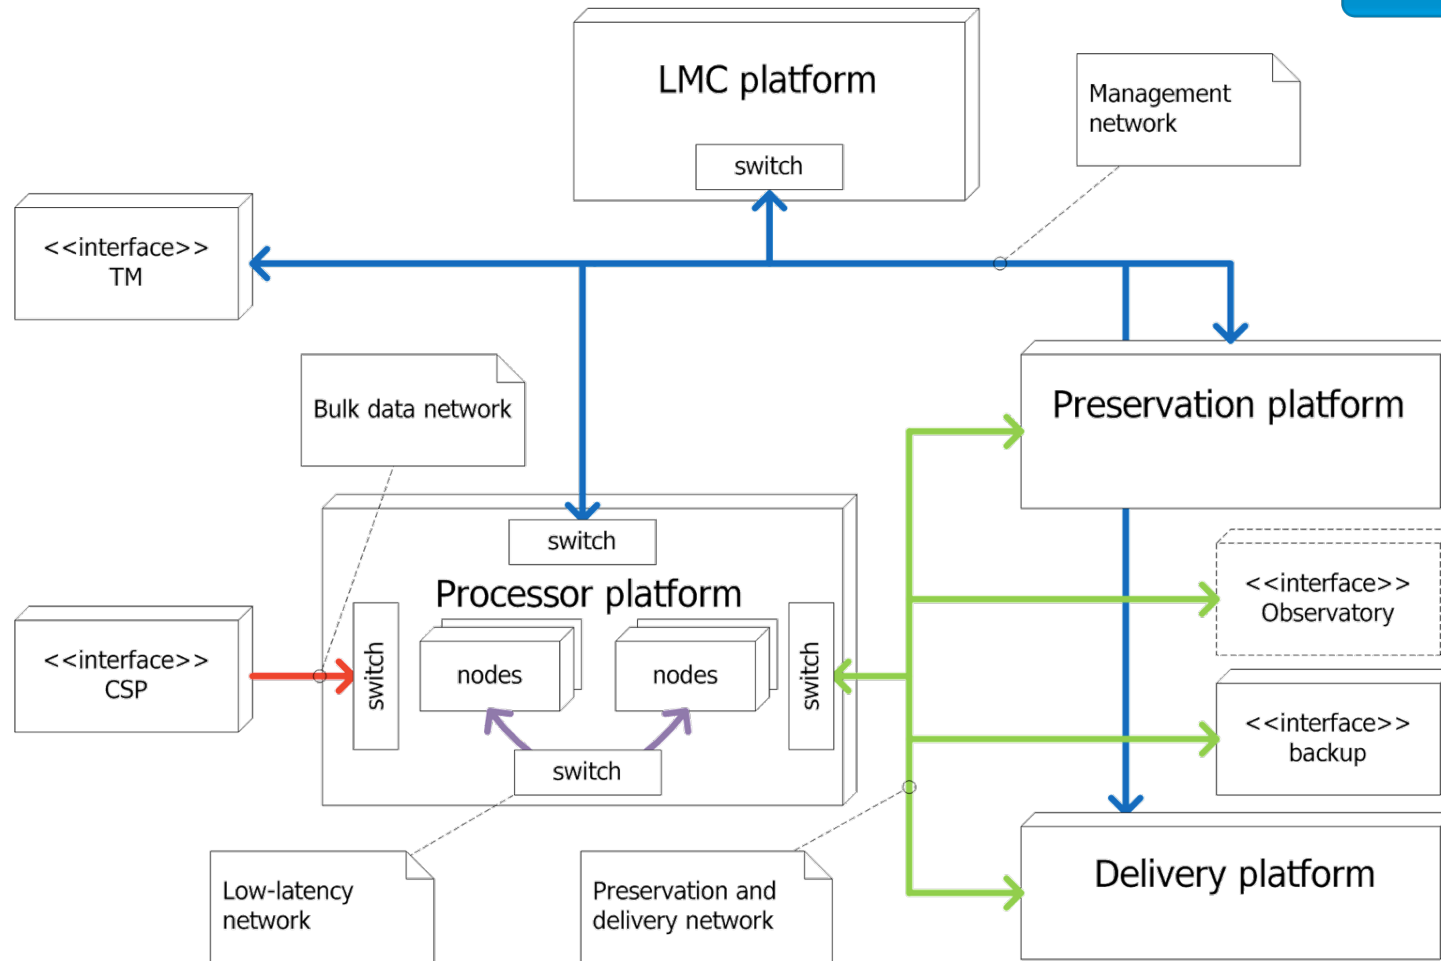 LMC platform
switch
Management
network
<<interface>>
TM
Bulk data network
Preservation platform
switch
Processor platform
<<interface>>
Observatory
<<interface>>
CSP
switch
nodes
nodes
switch
<<interface>>
backup
switch
Delivery platform
Low-latency
network
Preservation and
delivery network